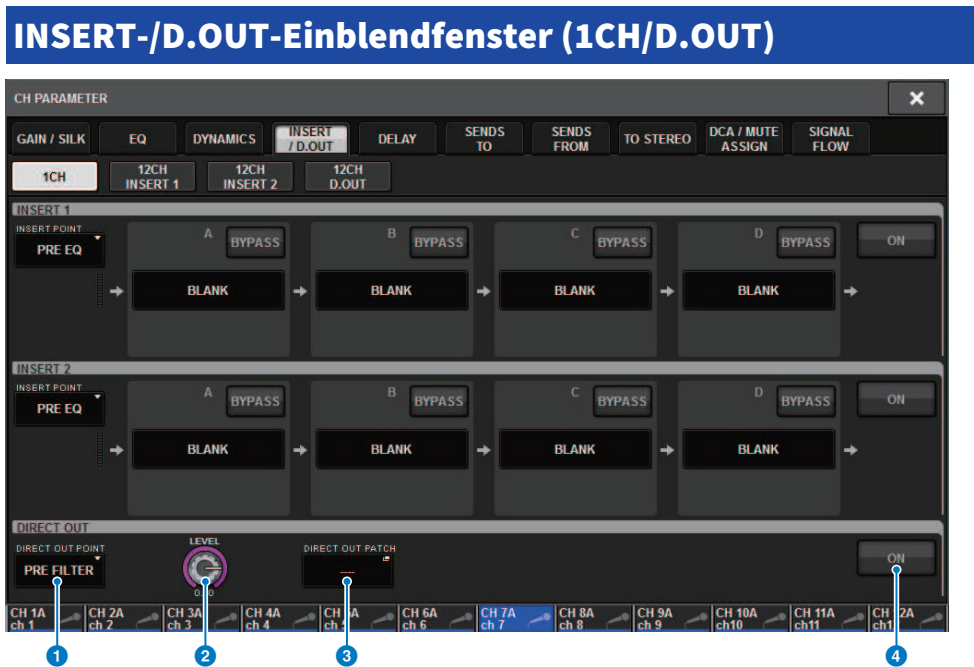 INSERT-/D.OUT-Einblendfenster (1CH/D.OUT)
CH PARAMETER
GAIN / SILK EQ DYNAMICS INSERT / D.OUT DELAY SENDS TO SENDS FROM TO STEREO DCA / MUTE ASSIGN SIGNAL FLOW
1CH 12CH INSERT 1 12CH INSERT 2 12CH D.OUT
INSERT 1
INSERT POINT
PRE EQ A BYPASS B BYPASS C BYPASS D BYPASS ON
BLANK BLANK BLANK BLANK
INSERT 2
INSERT POINT
PRE EQ A BYPASS B BYPASS C BYPASS D BYPASS ON
BLANK BLANK BLANK BLANK
DIRECT OUT
DIRECT OUT POINT LEVEL DIRECT OUT PATCH
PRE FILTER ---- ON
CH 1A CH 2A CH 3A CH 4A CH CH 6A CH 7A CH 8A CH 9A CH 10A CH 11A CH
ch 1 ch 2 ch 3 ch 4 ch 5 ch 6 ch 7 ch 8 ch 9 ch10 ch11
1 2 3 4